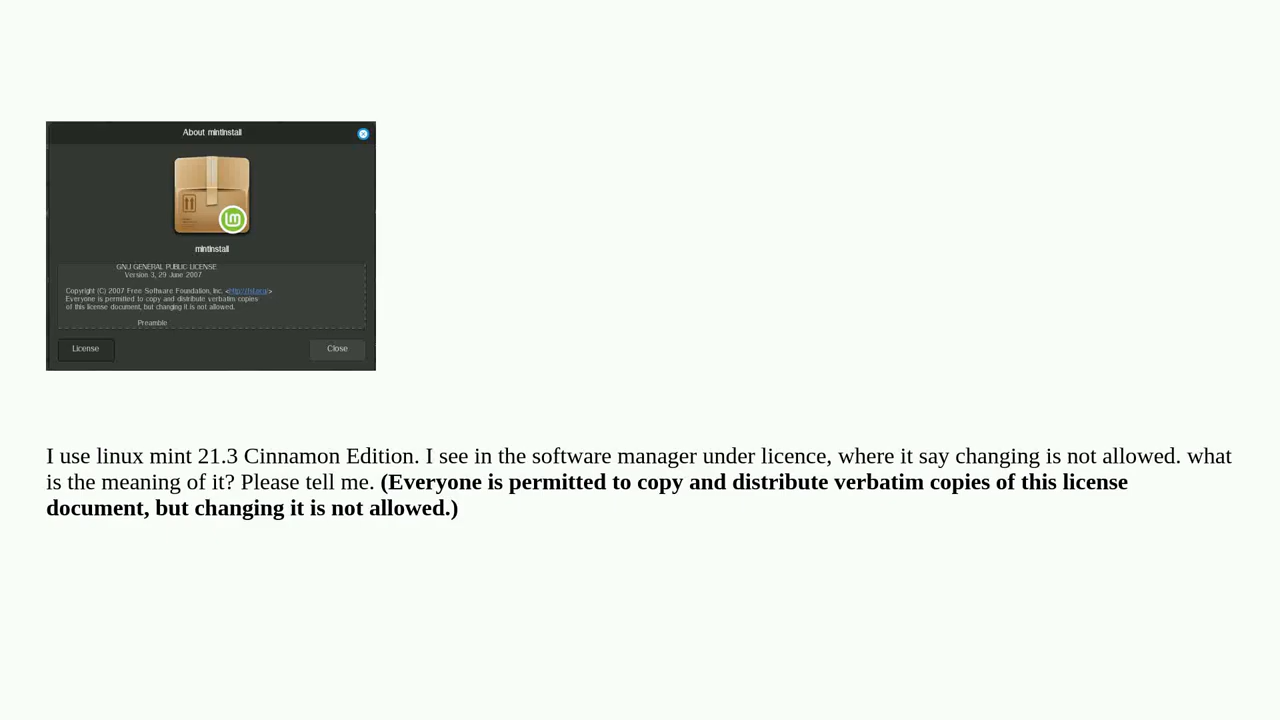 About mintinstall
lm
mintinstall
GNU GENERAL PUBLIC LICENSE
Version 3, 29 June 2007
Copyright (C) 2007 Free Software Foundation, Inc. <http://fsf.org/>
Everyone is permitted to copy and distribute verbatim copies
of this license document, but changing it is not allowed.
Preamble
License
Close
I use linux mint 21.3 Cinnamon Edition. I see in the software manager under licence, where it say changing is not allowed. what
is the meaning of it? Please tell me. (Everyone is permitted to copy and distribute verbatim copies of this license
document, but changing it is not allowed.)